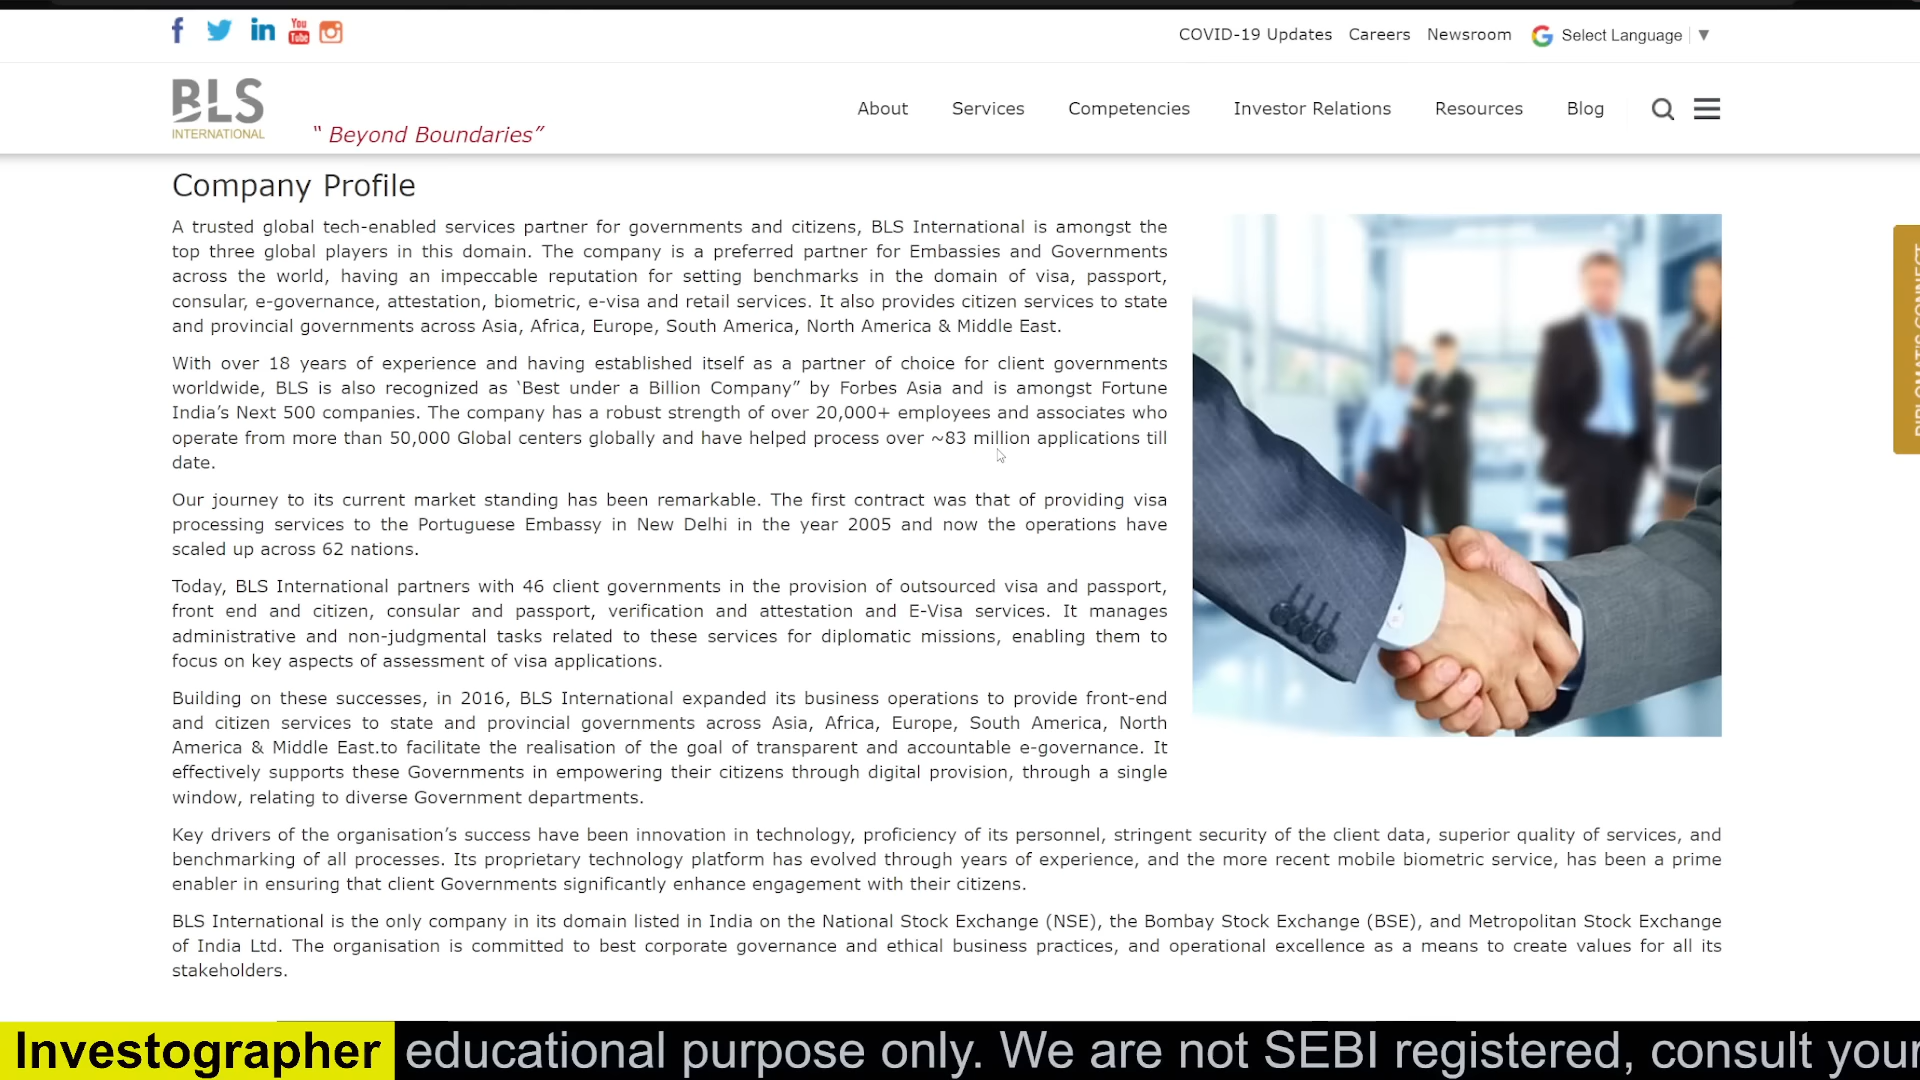 You Tube
COVID-19 Updates Careers Newsroom G Select Language ▼
BLS
INTERNATIONAL
“ Beyond Boundaries”
About Services Competencies Investor Relations Resources Blog
Company Profile
A trusted global tech-enabled services partner for governments and citizens, BLS International is amongst the
top three global players in this domain. The company is a preferred partner for Embassies and Governments
across the world, having an impeccable reputation for setting benchmarks in the domain of visa, passport,
consular, e-governance, attestation, biometric, e-visa and retail services. It also provides citizen services to state
and provincial governments across Asia, Africa, Europe, South America, North America & Middle East.
With over 18 years of experience and having established itself as a partner of choice for client governments
worldwide, BLS is also recognized as ‘Best under a Billion Company” by Forbes Asia and is amongst Fortune
India’s Next 500 companies. The company has a robust strength of over 20,000+ employees and associates who
operate from more than 50,000 Global centers globally and have helped process over ~83 million applications till
date.
Our journey to its current market standing has been remarkable. The first contract was that of providing visa
processing services to the Portuguese Embassy in New Delhi in the year 2005 and now the operations have
scaled up across 62 nations.
Today, BLS International partners with 46 client governments in the provision of outsourced visa and passport,
front end and citizen, consular and passport, verification and attestation and E-Visa services. It manages
administrative and non-judgmental tasks related to these services for diplomatic missions, enabling them to
focus on key aspects of assessment of visa applications.
Building on these successes, in 2016, BLS International expanded its business operations to provide front-end
and citizen services to state and provincial governments across Asia, Africa, Europe, South America, North
America & Middle East.to facilitate the realisation of the goal of transparent and accountable e-governance. It
effectively supports these Governments in empowering their citizens through digital provision, through a single
window, relating to diverse Government departments.
Key drivers of the organisation’s success have been innovation in technology, proficiency of its personnel, stringent security of the client data, superior quality of services, and
benchmarking of all processes. Its proprietary technology platform has evolved through years of experience, and the more recent mobile biometric service, has been a prime
enabler in ensuring that client Governments significantly enhance engagement with their citizens.
BLS International is the only company in its domain listed in India on the National Stock Exchange (NSE), the Bombay Stock Exchange (BSE), and Metropolitan Stock Exchange
of India Ltd. The organisation is committed to best corporate governance and ethical business practices, and operational excellence as a means to create values for all its
stakeholders.
DIPLOMATIC CONNECT
Investographer educational purpose only. We are not SEBI registered, consult your